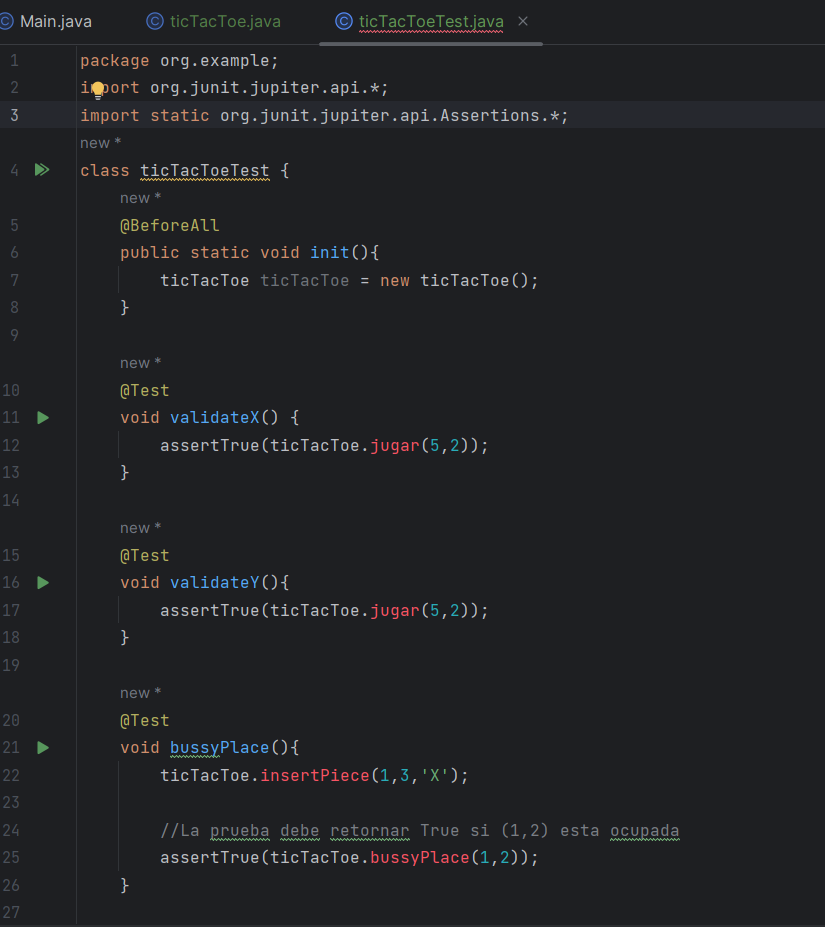 Main.java ticTacToe.java ticTacToeTest.java
1 package org.example;
2 import org.junit.jupiter.api.*;
3 import static org.junit.jupiter.api.Assertions.*;
new *
4 class ticTacToeTest {
new *
5 @BeforeAll
6 public static void init(){
7 ticTacToe ticTacToe = new ticTacToe();
8 }
9
new *
10 @Test
11 void validateX() {
12 assertTrue(ticTacToe.jugar(5,2));
13 }
14
new *
15 @Test
16 void validateY(){
17 assertTrue(ticTacToe.jugar(5,2));
18 }
19
new *
20 @Test
21 void bussyPlace(){
22 ticTacToe.insertPiece(1,3,'X');
23
24 //La prueba debe retornar True si (1,2) esta ocupada
25 assertTrue(ticTacToe.bussyPlace(1,2));
26 }
27